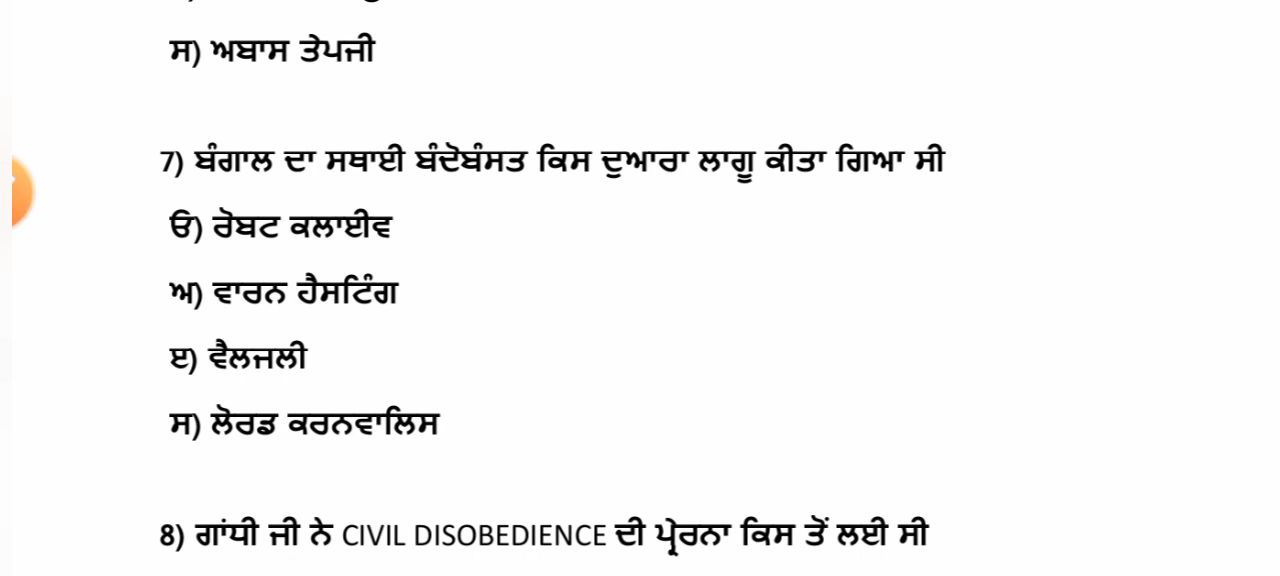 ਸ) ਅਬਾਸ ਤੇਪਜੀ
7) ਬੰਗਾਲ ਦਾ ਸਥਾਈ ਬੰਦੋਬੰਸਤ ਕਿਸ ਦੁਆਰਾ ਲਾਗੂ ਕੀਤਾ ਗਿਆ ਸੀ
ਓ) ਰੋਬਟ ਕਲਾਈਵ
ਅ) ਵਾਰਨ ਹੈਸਟਿੰਗ
ੲ) ਵੈਲਜਲੀ
ਸ) ਲੋਰਡ ਕਰਨਵਾਲਿਸ
8) ਗਾਂਧੀ ਜੀ ਨੇ CIVIL DISOBEDIENCE ਦੀ ਪ੍ਰੇਰਨਾ ਕਿਸ ਤੋਂ ਲਈ ਸੀ